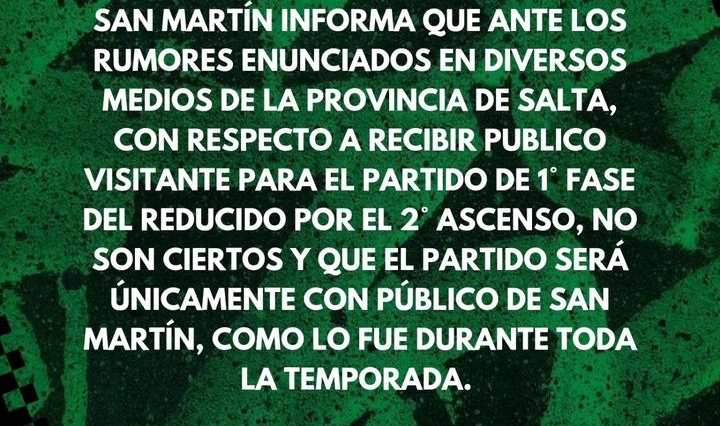 SAN MARTÍN INFORMA QUE ANTE LOS
RUMORES ENUNCIADOS EN DIVERSOS
MEDIOS DE LA PROVINCIA DE SALTA,
CON RESPECTO A RECIBIR PUBLICO
VISITANTE PARA EL PARTIDO DE 1° FASE
DEL REDUCIDO POR EL 2° ASCENSO, NO
SON CIERTOS Y QUE EL PARTIDO SERÁ
ÚNICAMENTE CON PÚBLICO DE SAN
MARTÍN, COMO LO FUE DURANTE TODA
LA TEMPORADA.